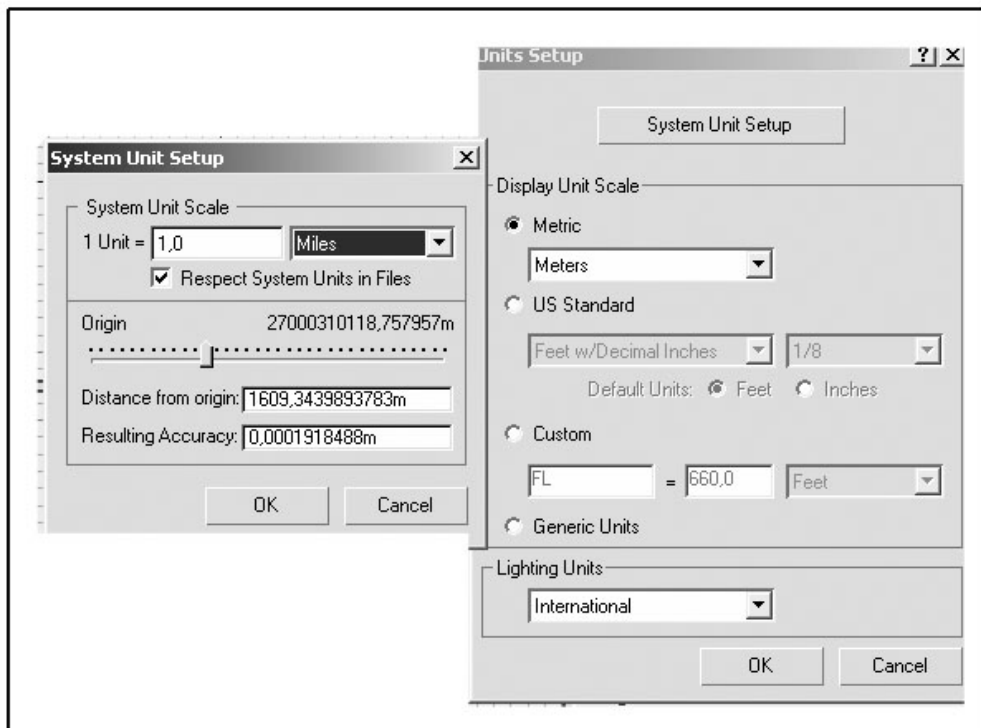 Units Setup
? X
System Unit Setup
Display Unit Scale
Metric
Meters
US Standard
Feet w/Decimal Inches
1/8
Default Units: Feet Inches
Custom
FL = 660,0 Feet
Generic Units
Lighting Units
International
OK Cancel
System Unit Setup
X
System Unit Scale
1 Unit = 1,0 Miles
Respect System Units in Files
Origin 27000310118,757957m
Distance from origin: 1609,3439893783m
Resulting Accuracy: 0,0001918488m
OK Cancel